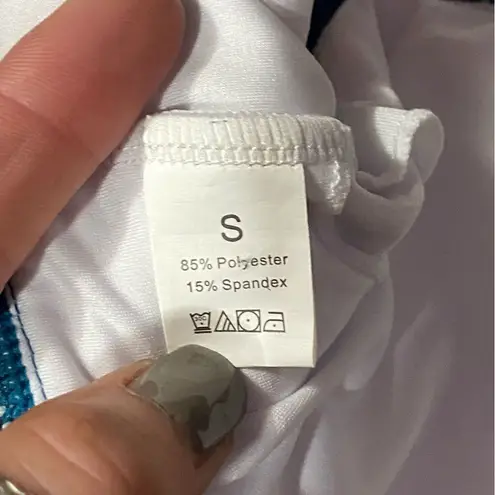 S
85% Polyester
15% Spandex